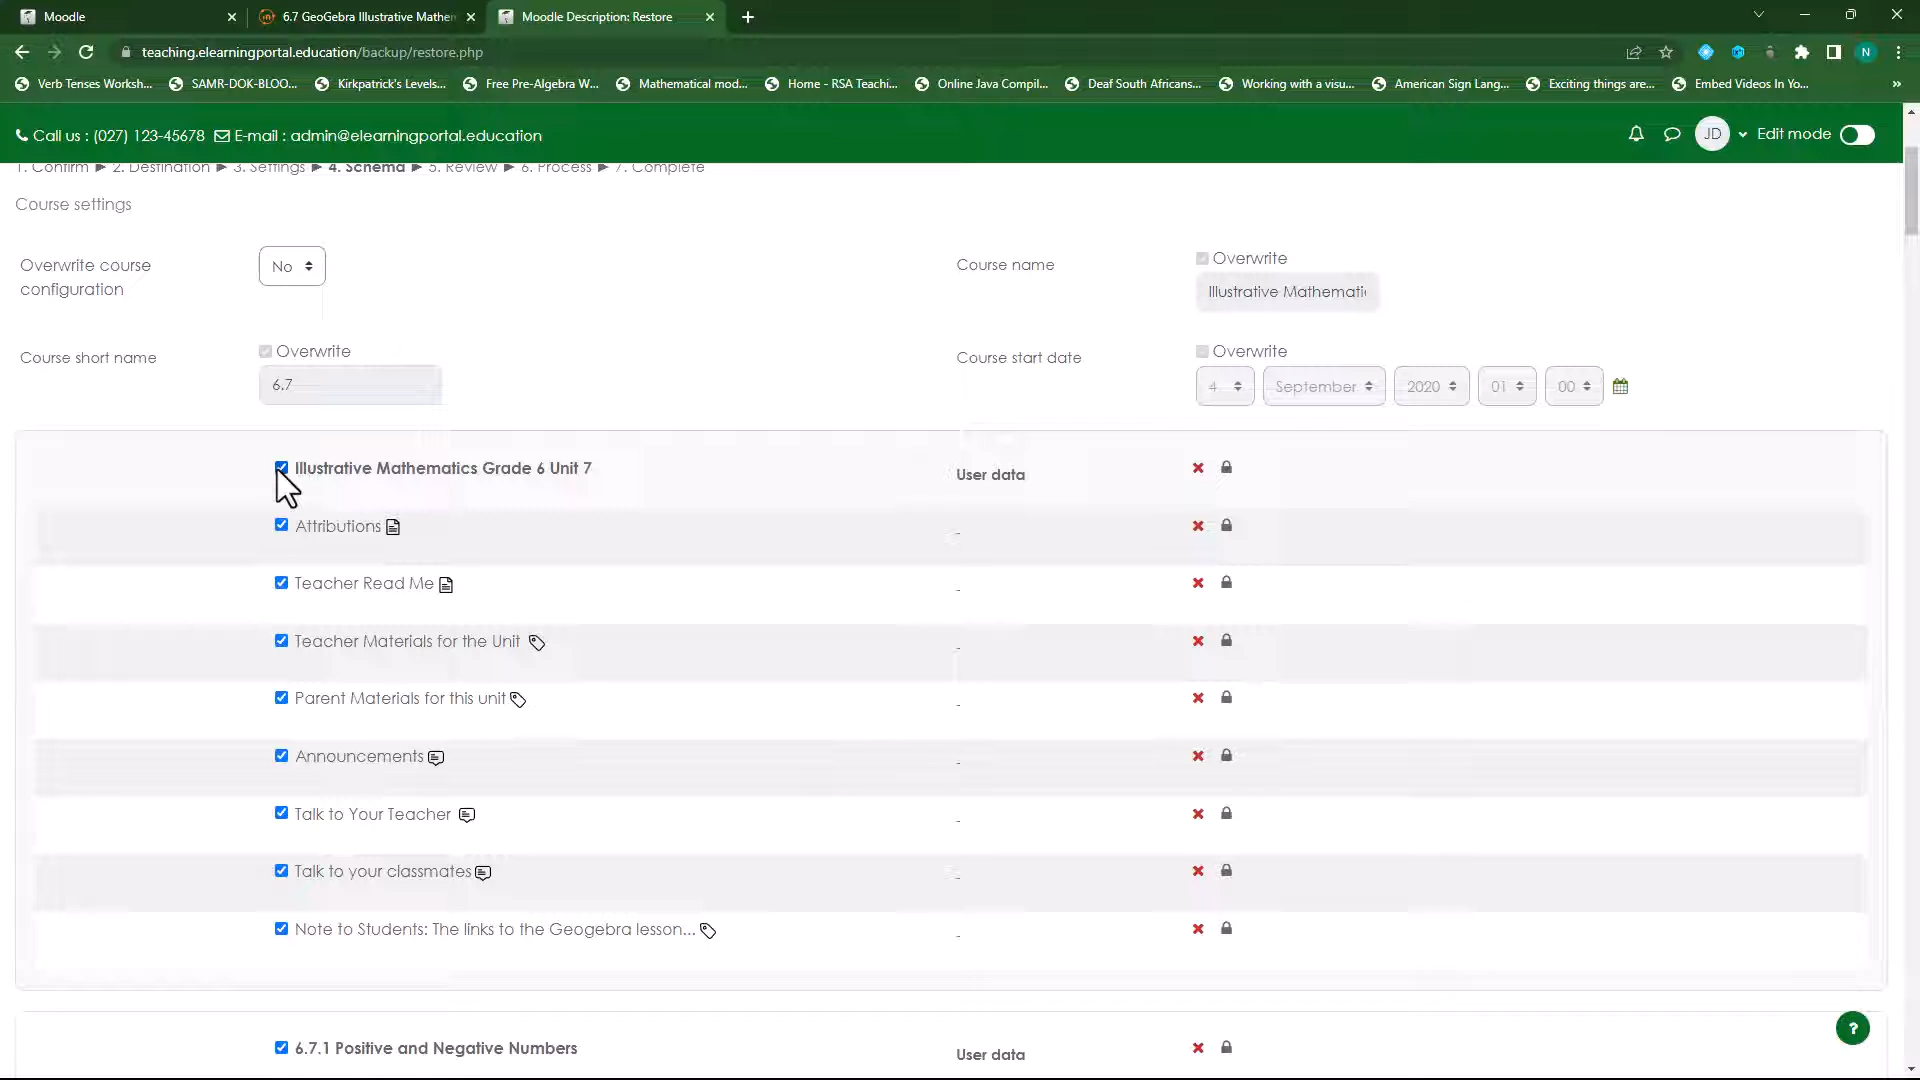 Moodle
6.7 GeoGebra Illustrative Mathem
Moodle Description: Restore
teaching.elearningportal.education/backup/restore.php
N
Verb Tenses Worksh...
SAMR-DOK-BLOO...
Kirkpatrick's Levels...
Free Pre-Algebra W...
Mathematical mod...
Home - RSA Teachi...
Online Java Compil...
Deaf South Africans...
Working with a visu...
American Sign Lang...
Exciting things are...
Embed Videos In Yo...
»
Call us : (027) 123-45678 E-mail : admin@elearningportal.education
JD
Edit mode
1. Confirm ► 2. Destination ► 3. Settings ► 4. Schema ► 5. Review ► 6. Process ► 7. Complete
Course settings
Overwrite course configuration
No
Course name
Overwrite
Illustrative Mathemati
Course short name
Overwrite
6.7
Course start date
Overwrite
4 September 2020 01 00
Illustrative Mathematics Grade 6 Unit 7
User data
Attributions
-
Teacher Read Me
-
Teacher Materials for the Unit
-
Parent Materials for this unit
-
Announcements
-
Talk to Your Teacher
-
Talk to your classmates
-
Note to Students: The links to the Geogebra lesson...
-
6.7.1 Positive and Negative Numbers
User data
?